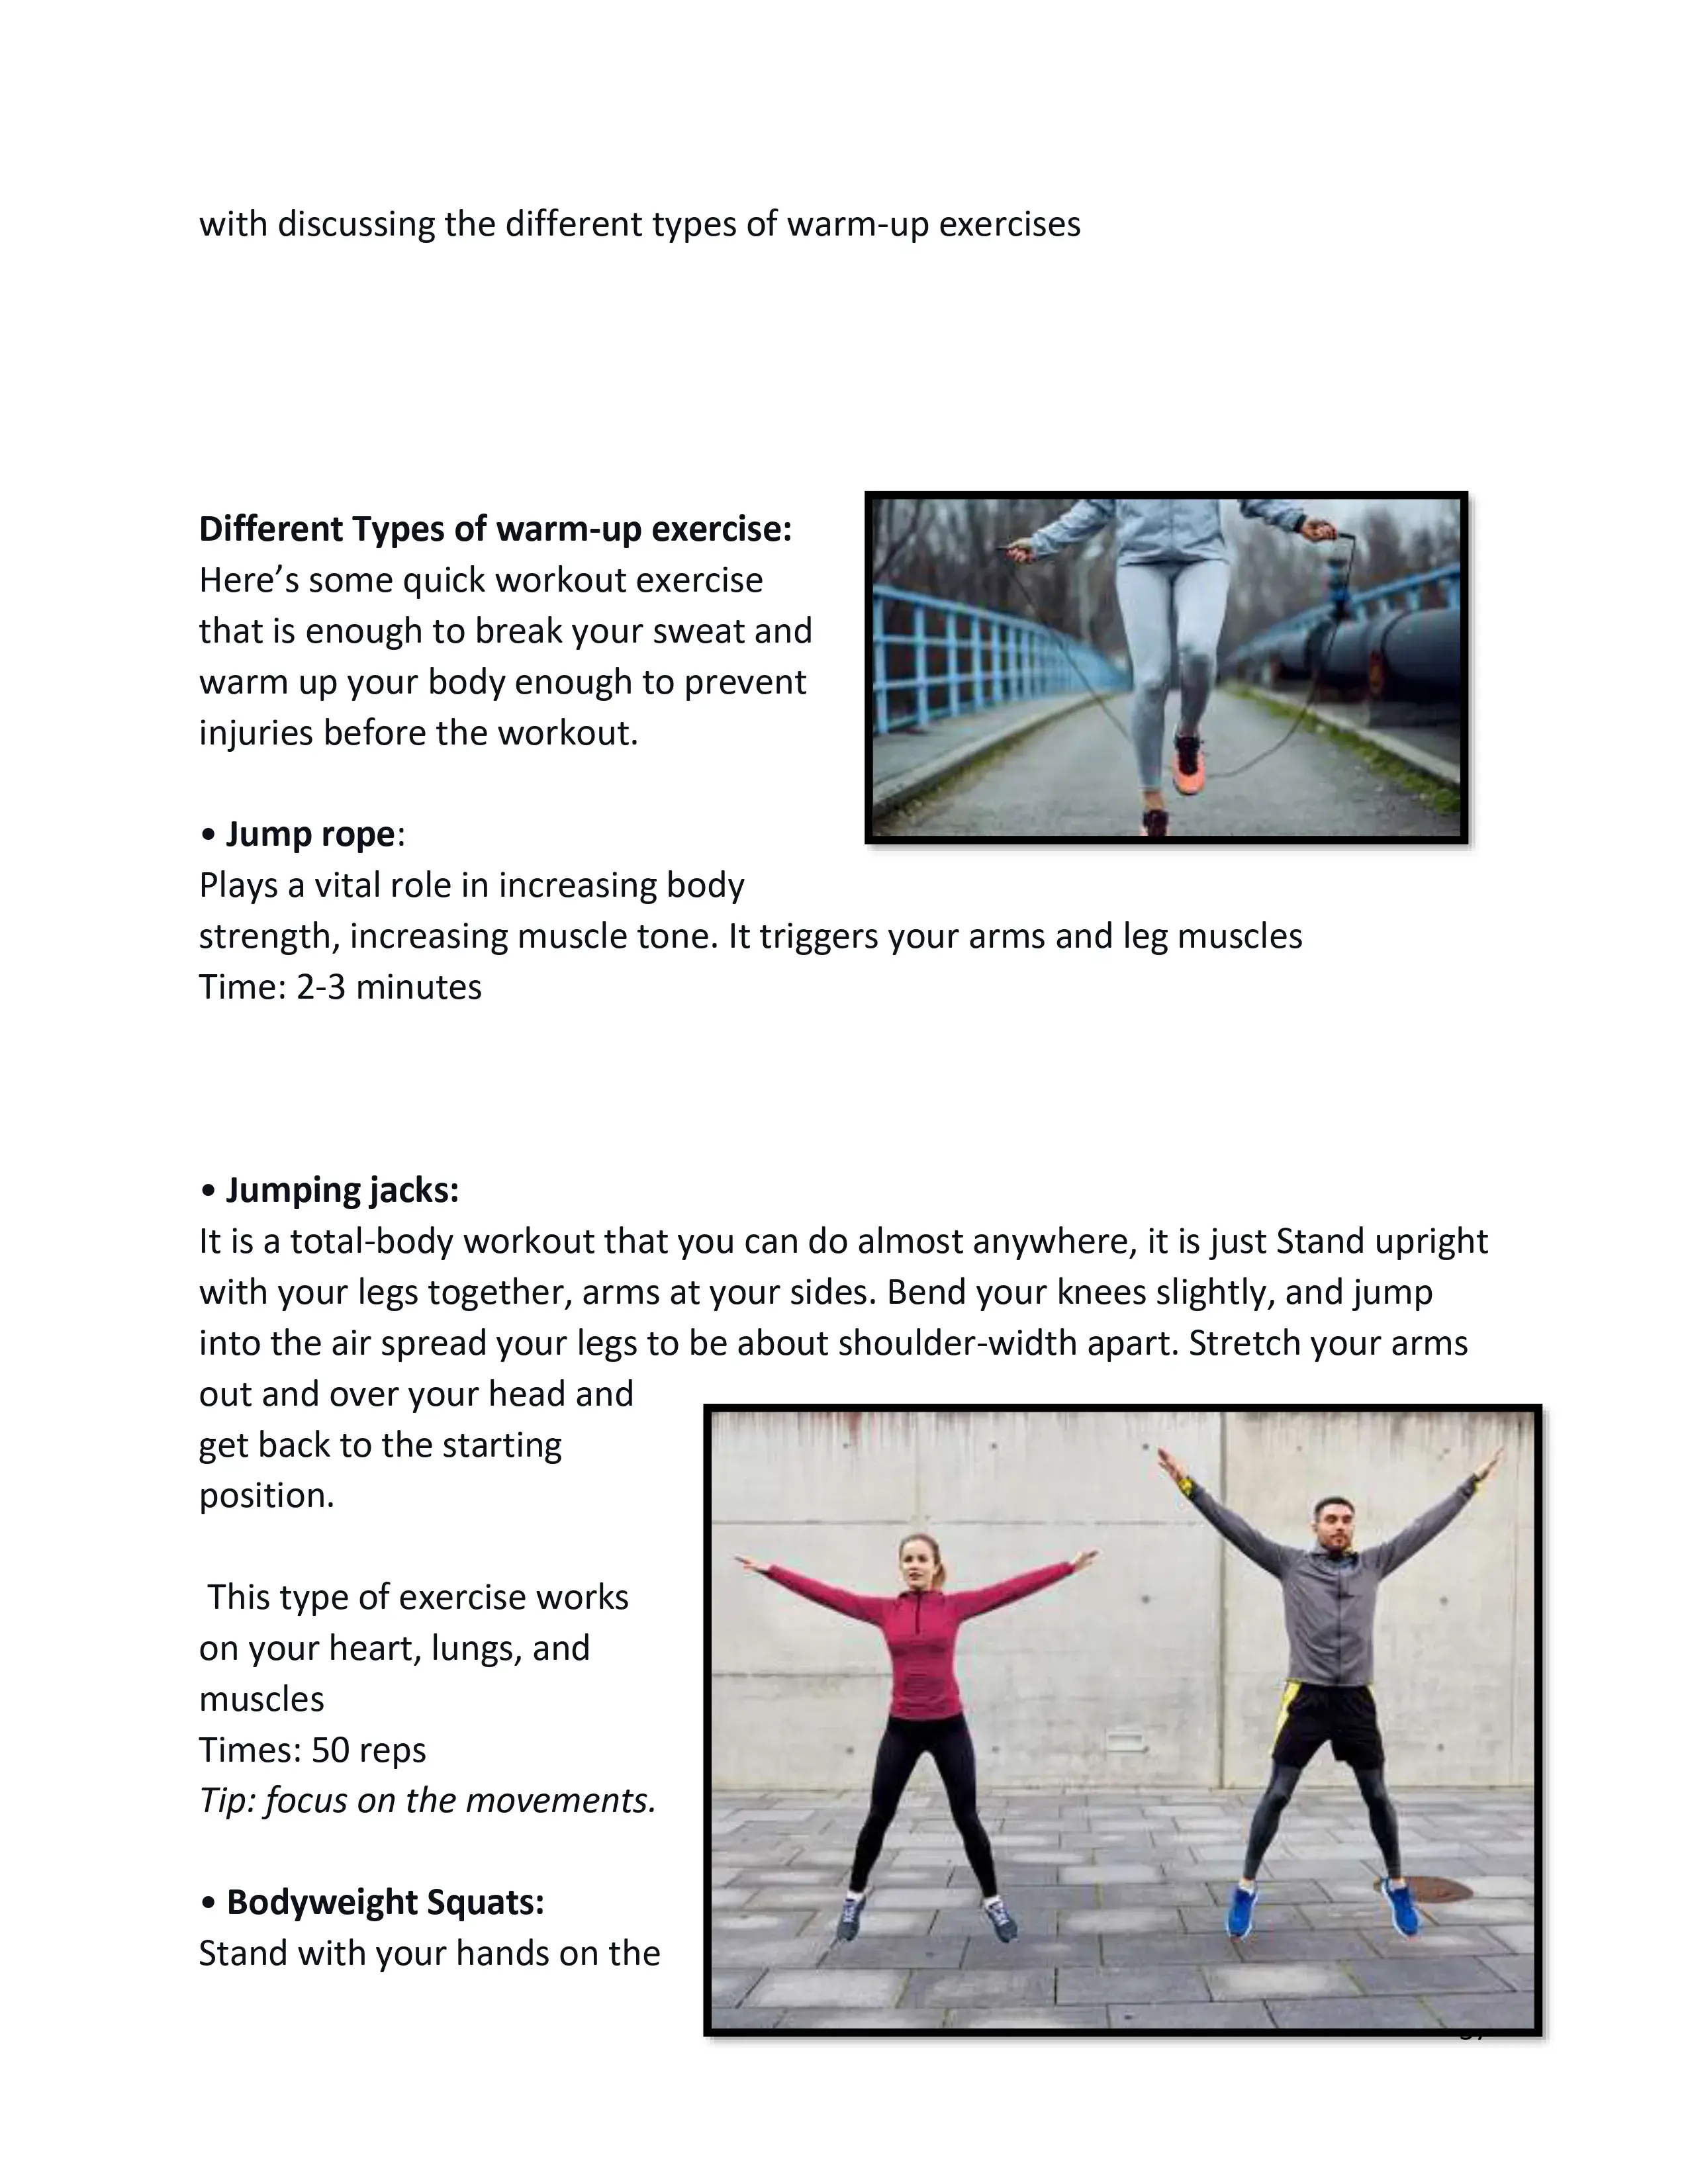 with discussing the different types of warm-up exercises
Different Types of warm-up exercise:
Here’s some quick workout exercise
that is enough to break your sweat and
warm up your body enough to prevent
injuries before the workout.
• Jump rope:
Plays a vital role in increasing body
strength, increasing muscle tone. It triggers your arms and leg muscles
Time: 2-3 minutes
• Jumping jacks:
It is a total-body workout that you can do almost anywhere, it is just Stand upright
with your legs together, arms at your sides. Bend your knees slightly, and jump
into the air spread your legs to be about shoulder-width apart. Stretch your arms
out and over your head and
get back to the starting
position.
This type of exercise works
on your heart, lungs, and
muscles
Times: 50 reps
Tip: focus on the movements.
• Bodyweight Squats:
Stand with your hands on the